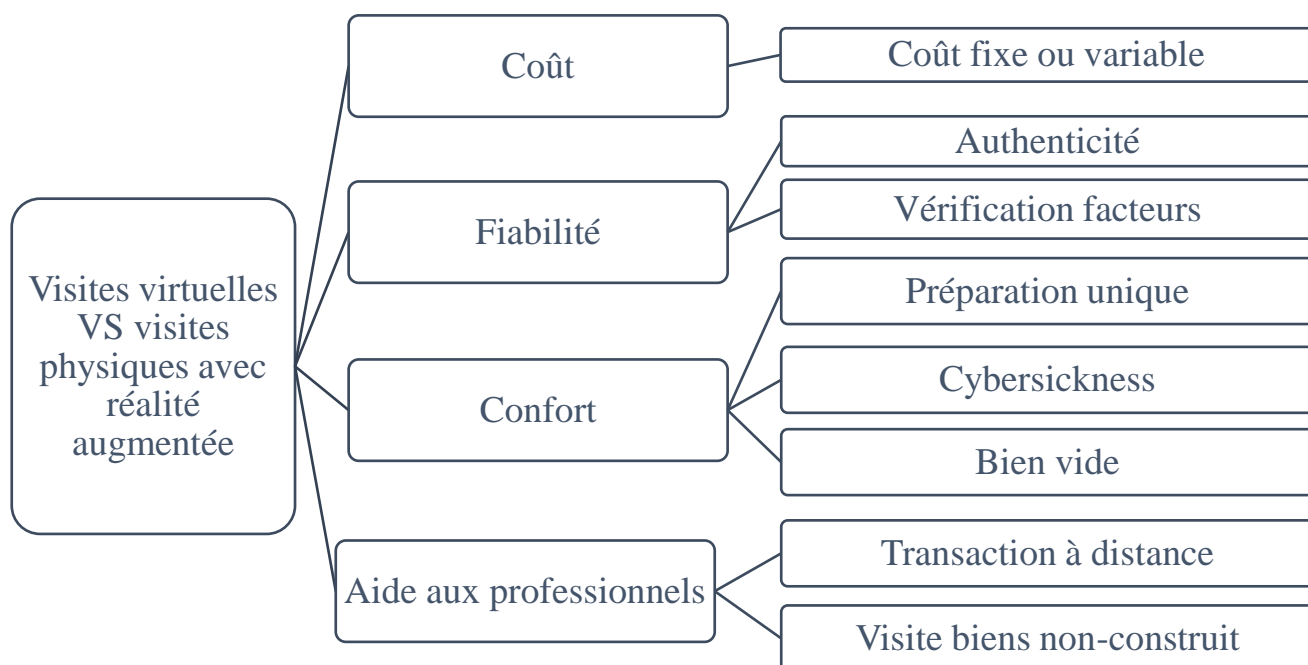 Visites virtuelles
VS visites
physiques avec
réalité
augmentée
Coût
Coût fixe ou variable
Fiabilité
Authenticité
Vérification facteurs
Confort
Préparation unique
Cybersickness
Bien vide
Aide aux professionnels
Transaction à distance
Visite biens non-construit